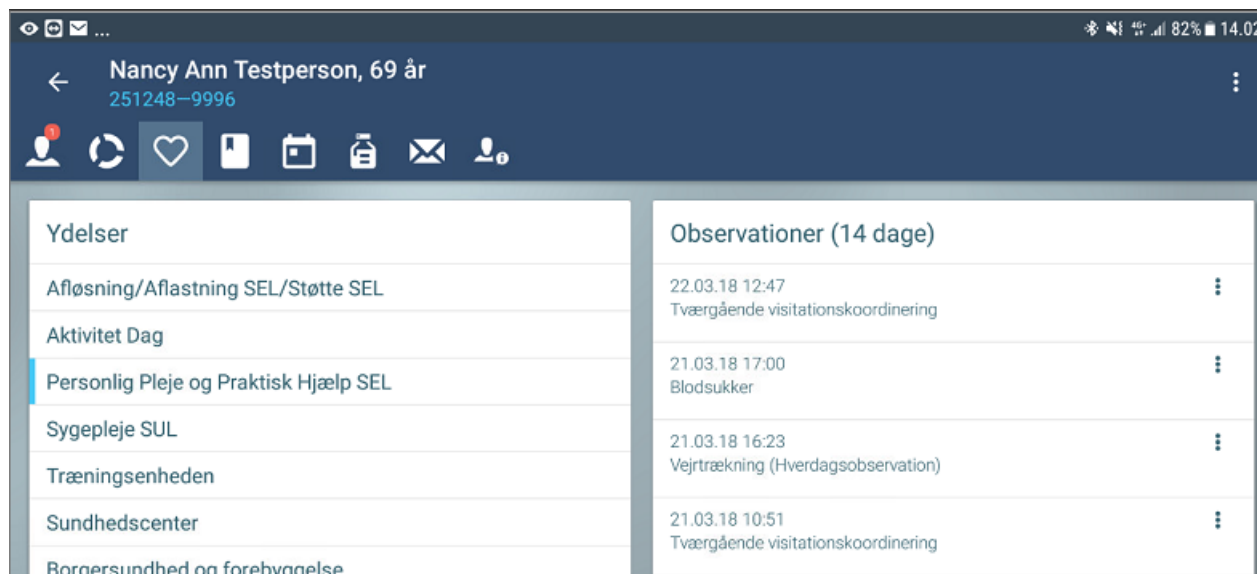 ...
4G 82% 14.02
Nancy Ann Testperson, 69 år
251248–9996
1
Ydelser
Afløsning/Aflastning SEL/Støtte SEL
Aktivitet Dag
Personlig Pleje og Praktisk Hjælp SEL
Sygepleje SUL
Træningsenheden
Sundhedscenter
Borgersundhed og forebyggelse
Observationer (14 dage)
22.03.18 12:47
Tværgående visitationskoordinering
21.03.18 17:00
Blodsukker
21.03.18 16:23
Vejrtrækning (Hverdagsobservation)
21.03.18 10:51
Tværgående visitationskoordinering